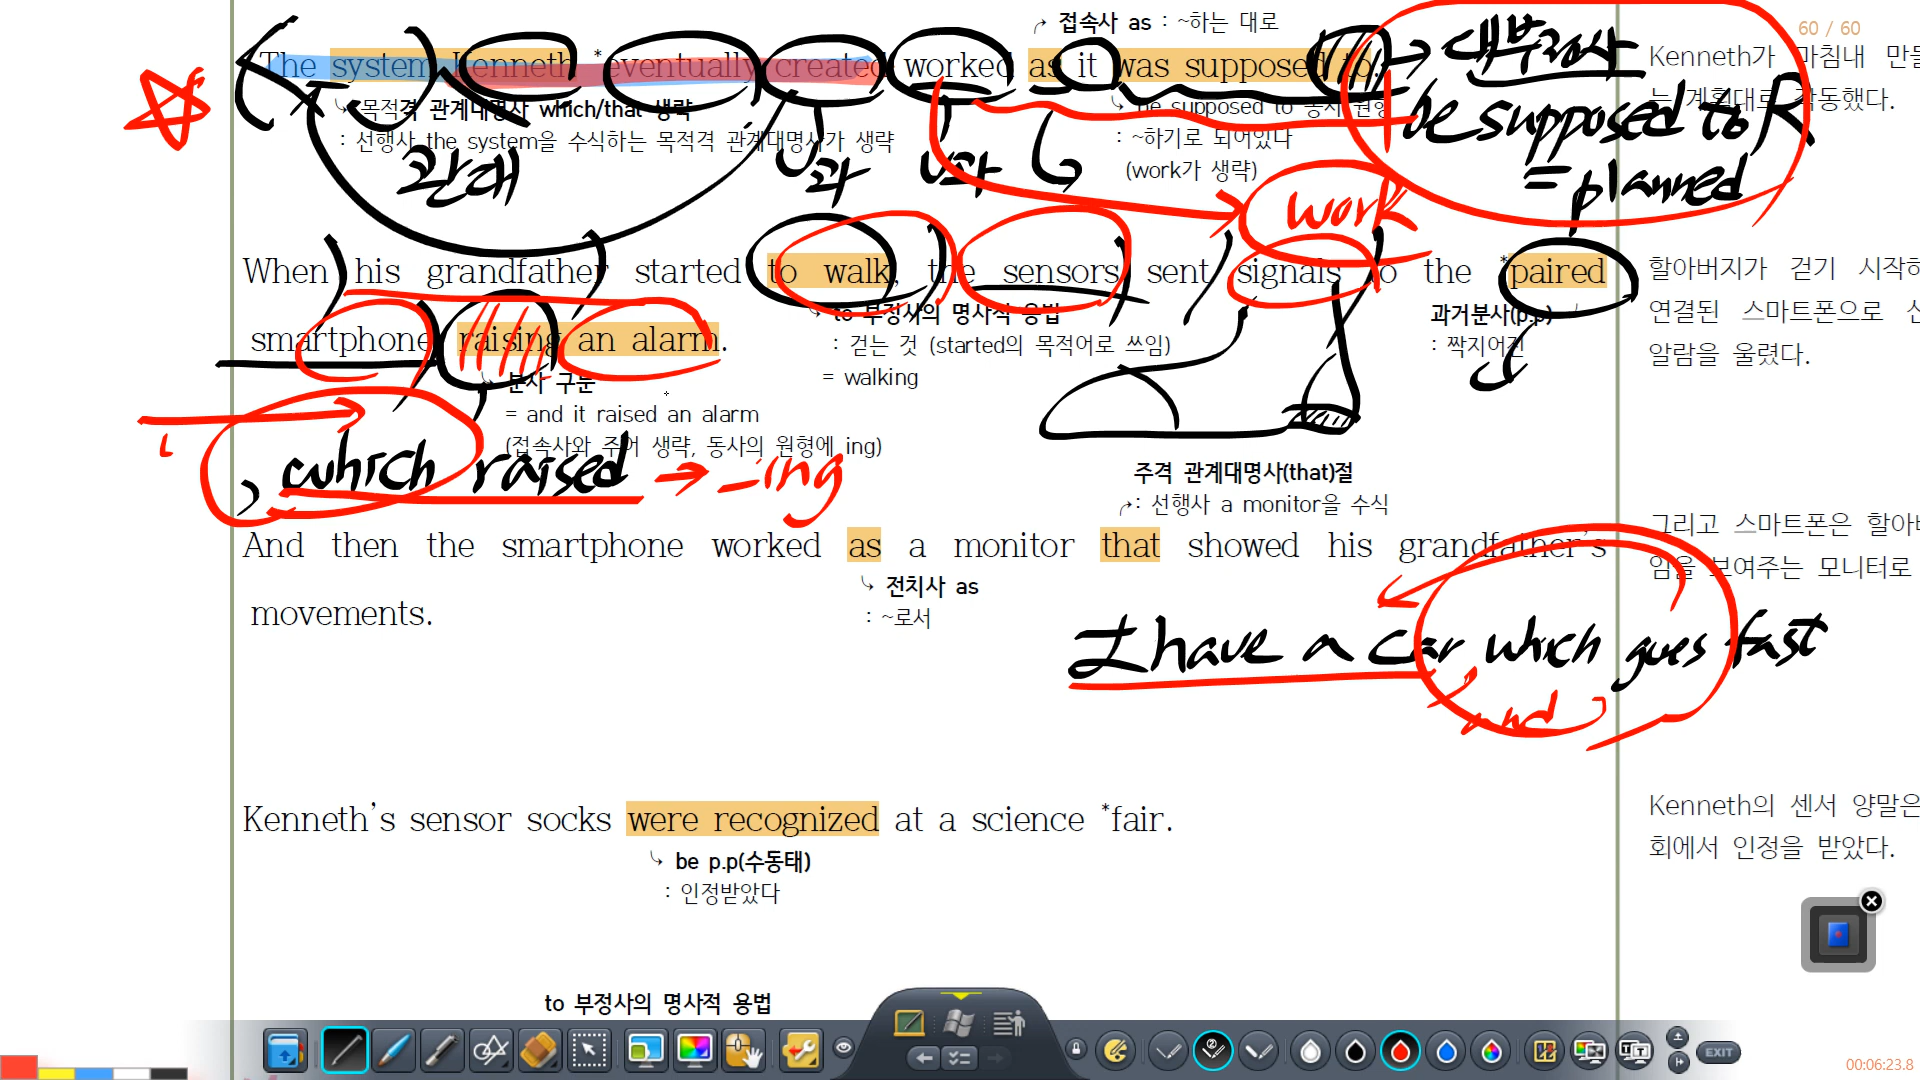 접속사 as : ~하는 대로
60 / 60
The system Kenneth *eventually created worked as it was supposed to.
→ 대부정사
Kenneth가 마침내 만들
는 계획대로 작동했다.
목적격 관계대명사 which/that 생략
: 선행사 the system을 수식하는 목적격 관계대명사가 생략
be supposed to 동사 원형
: ~하기로 되어있다
(work가 생략)
be supposed to R
= planned
관대
work
When his grandfather started to walk, the sensors sent signals to the *paired
할아버지가 걷기 시작하
to 부정사의 명사적 용법
: 걷는 것 (started의 목적어로 쓰임)
= walking
과거분사(p.p)
: 짝지어진
연결된 스마트폰으로 신
smartphone, raising an alarm.
알람을 울렸다.
분사 구문
= and it raised an alarm
(접속사와 주어 생략, 동사의 원형에 ing)
, which raised → ing
주격 관계대명사(that)절
: 선행사 a monitor을 수식
And then the smartphone worked as a monitor that showed his grandfather's
그리고 스마트폰은 할아버
임을 보여주는 모니터로
전치사 as
: ~로서
movements.
I have a car which goes fast
and
Kenneth's sensor socks were recognized at a science *fair.
Kenneth의 센서 양말은
회에서 인정을 받았다.
be p.p(수동태)
: 인정받았다
to 부정사의 명사적 용법
EXIT
00:06:23.8